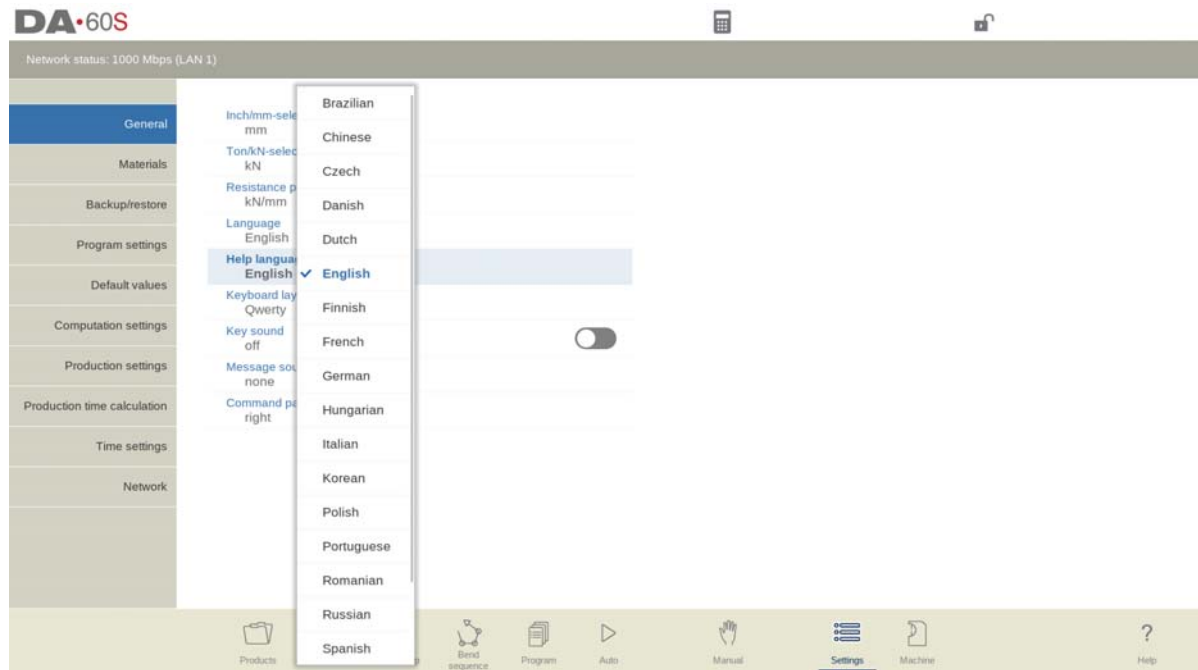 DA•60S
Network status: 1000 Mbps (LAN 1)
General
Materials
Backup/restore
Program settings
Default values
Computation settings
Production settings
Production time calculation
Time settings
Network
Inch/mm-sele
mm
Ton/kN-selec
kN
Resistance p
kN/mm
Language
English
Help langua
English
Keyboard lay
Qwerty
Key sound
off
Message sou
none
Command pa
right
Brazilian
Chinese
Czech
Danish
Dutch
✓ English
Finnish
French
German
Hungarian
Italian
Korean
Polish
Portuguese
Romanian
Russian
Spanish
Products
p
Bend
sequence
Program
Auto
Manual
Settings
Machine
?
Help